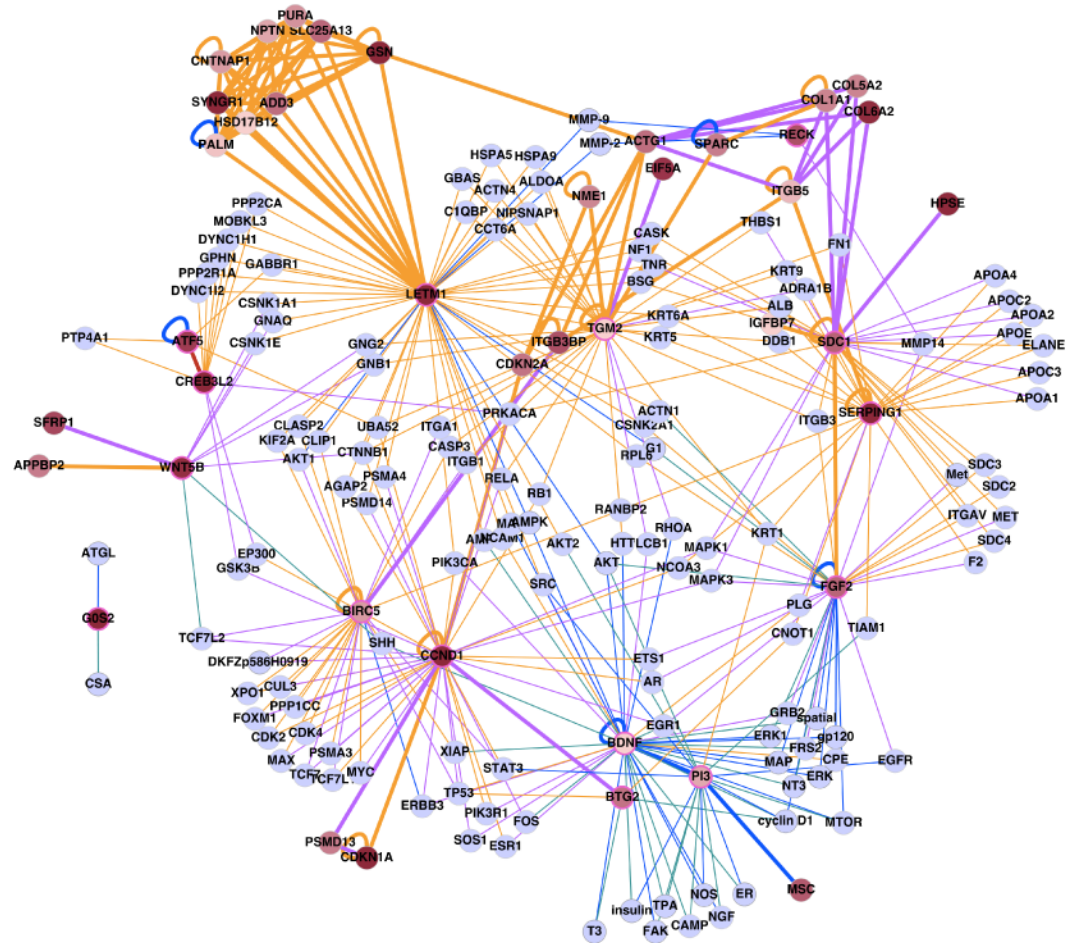 PURA
NPTN
SLC25A13
GSN
CNTNAP1
SYNGR1
ADD3
HSD17B12
PALM
COL5A2
COL1A1
COL6A2
MMP-9
MMP-2
ACTG1
SPARC
RECK
HSPA5
HSPA9
EIF5A
GBAS
ALDOA
ACTN4
NME1
ITGB5
HPSE
C1QBP
NIPSNAP1
CCT6A
PPP2CA
MOBKL3
DYNC1H1
GPHN
GABBR1
PPP2R1A
DYNC1I2
THBS1
CASK
NF1
TNR
BSG
FN1
KRT9
ADRA1B
APOA4
APOC2
APOA2
APOE
ELANE
APOC3
APOA1
LETM1
CSNK1A1
GNAQ
CSNK1E
ALB
KRT6A
IGFBP7
KRT5
DDB1
TGM2
SDC1
MMP14
PTP4A1
ATF5
CREB3L2
GNG2
GNB1
ITGB3BP
CDKN2A
SFRP1
APPBP2
WNT5B
PRKACA
ACTN1
CSNK2A1
G1
RPL6
ITGB3
SERPING1
CLASP2
KIF2A
CLIP1
UBA52
ITGA1
AKT1
CTNNB1
CASP3
ITGB1
AGAP2
PSMA4
PSMD14
RELA
RB1
AMPK
AKT2
RANBP2
RHOA
HTTLCB1
AKT
NCOA3
MAPK1
MAPK3
KRT1
Met
SDC3
SDC2
ITGAV
MET
SDC4
F2
ATGL
G0S2
CSA
EP300
GSK3B
PIK3CA
SRC
BIRC5
SHH
CCND1
TCF7L2
FGF2
PLG
CNOT1
TIAM1
DKFZp586H0919
XPO1
CUL3
PPP1CC
FOXM1
CDK4
CDK2
PSMA3
MAX
TCF7
MYC
ETS1
AR
EGR1
GRB2
spatial
ERK1
gp120
FRS2
MAP
CPE
ERK
NT3
EGFR
XIAP
STAT3
BDNF
PI3
TP53
ERBB3
PIK3R1
FOS
BTG2
SOS1
ESR1
cyclin D1
MTOR
PSMD13
CDKN1A
MSC
NOS
ER
insulin
TPA
NGF
CAMP
T3
FAK